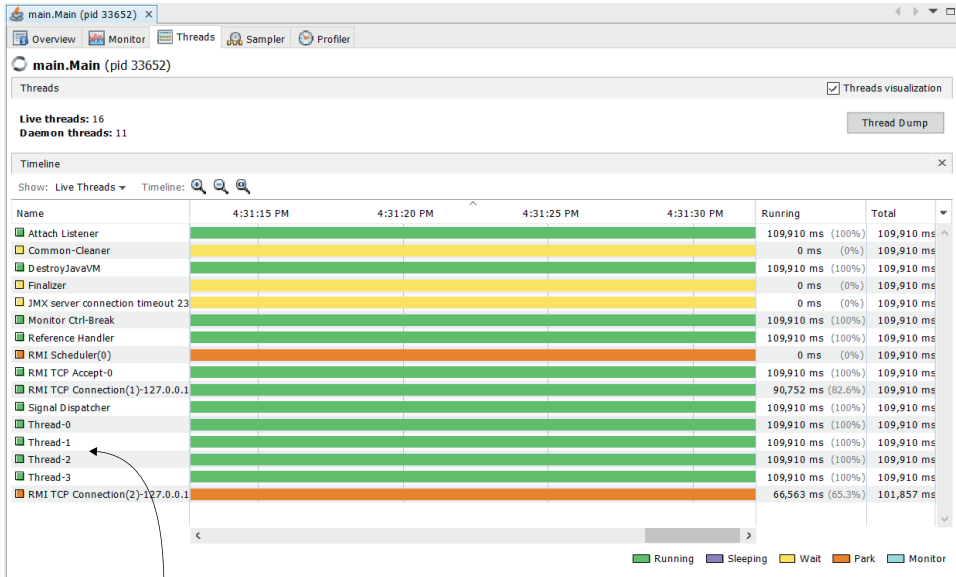 main.Main (pid 33652) ×
Overview Monitor Threads Sampler Profiler
main.Main (pid 33652)
Threads Threads visualization
Live threads: 16
Daemon threads: 11
Thread Dump
Timeline ×
Show: Live Threads Timeline:
Name 4:31:15 PM 4:31:20 PM 4:31:25 PM 4:31:30 PM Running Total
Attach Listener 109,910 ms (100%) 109,910 ms
Common-Cleaner 0 ms (0%) 109,910 ms
DestroyJavaVM 109,910 ms (100%) 109,910 ms
Finalizer 0 ms (0%) 109,910 ms
JMX server connection timeout 23 0 ms (0%) 109,910 ms
Monitor Ctrl-Break 109,910 ms (100%) 109,910 ms
Reference Handler 109,910 ms (100%) 109,910 ms
RMI Scheduler(0) 0 ms (0%) 109,910 ms
RMI TCP Accept-0 109,910 ms (100%) 109,910 ms
RMI TCP Connection(1)-127.0.0.1 90,752 ms (82.6%) 109,910 ms
Signal Dispatcher 109,910 ms (100%) 109,910 ms
Thread-0 109,910 ms (100%) 109,910 ms
Thread-1 109,910 ms (100%) 109,910 ms
Thread-2 109,910 ms (100%) 109,910 ms
Thread-3 109,910 ms (100%) 109,910 ms
RMI TCP Connection(2)-127.0.0.1 66,563 ms (65.3%) 101,857 ms
Running Sleeping Wait Park Monitor